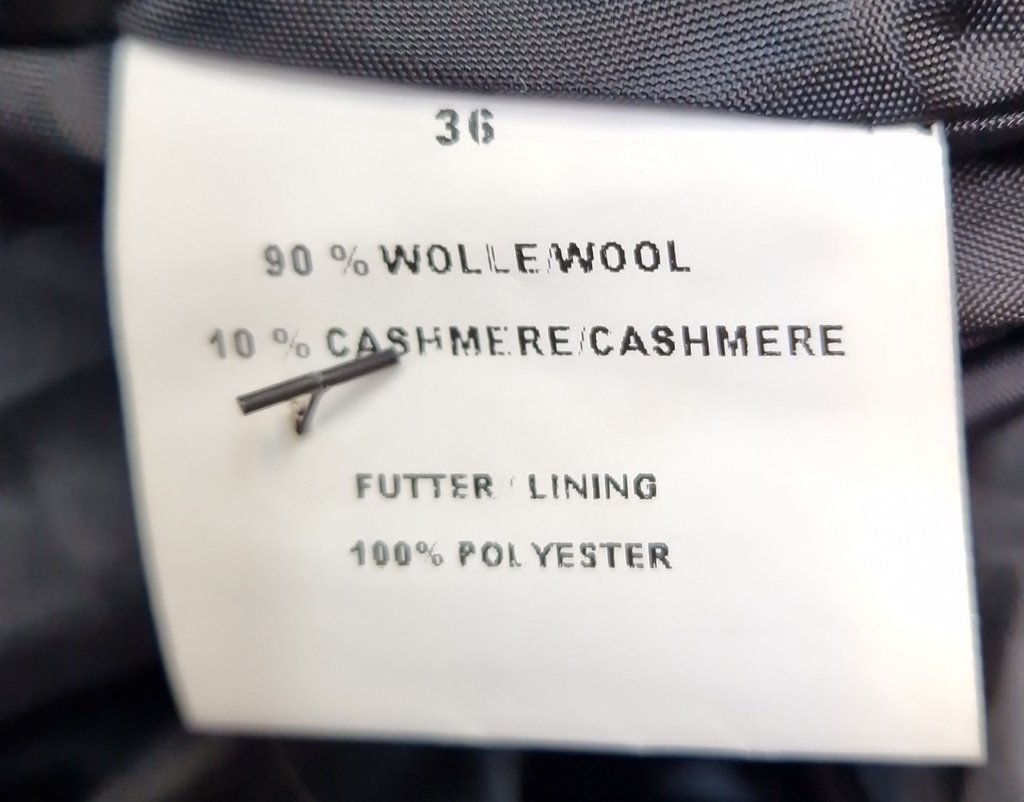 36
90 % WOLLE/WOOL
10 % CASHMERE/CASHMERE
FUTTER / LINING
100% POLYESTER